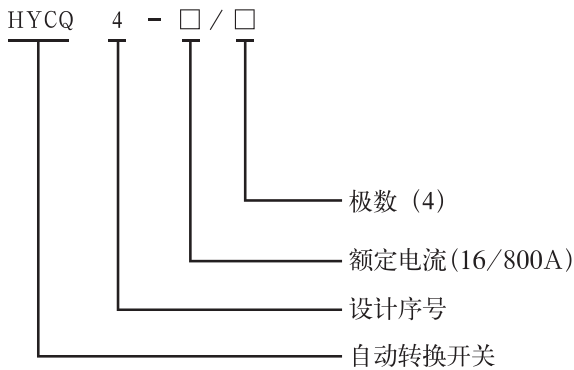 HYCQ 4 - □ / □
极数 (4)
额定电流(16/800A)
设计序号
自动转换开关